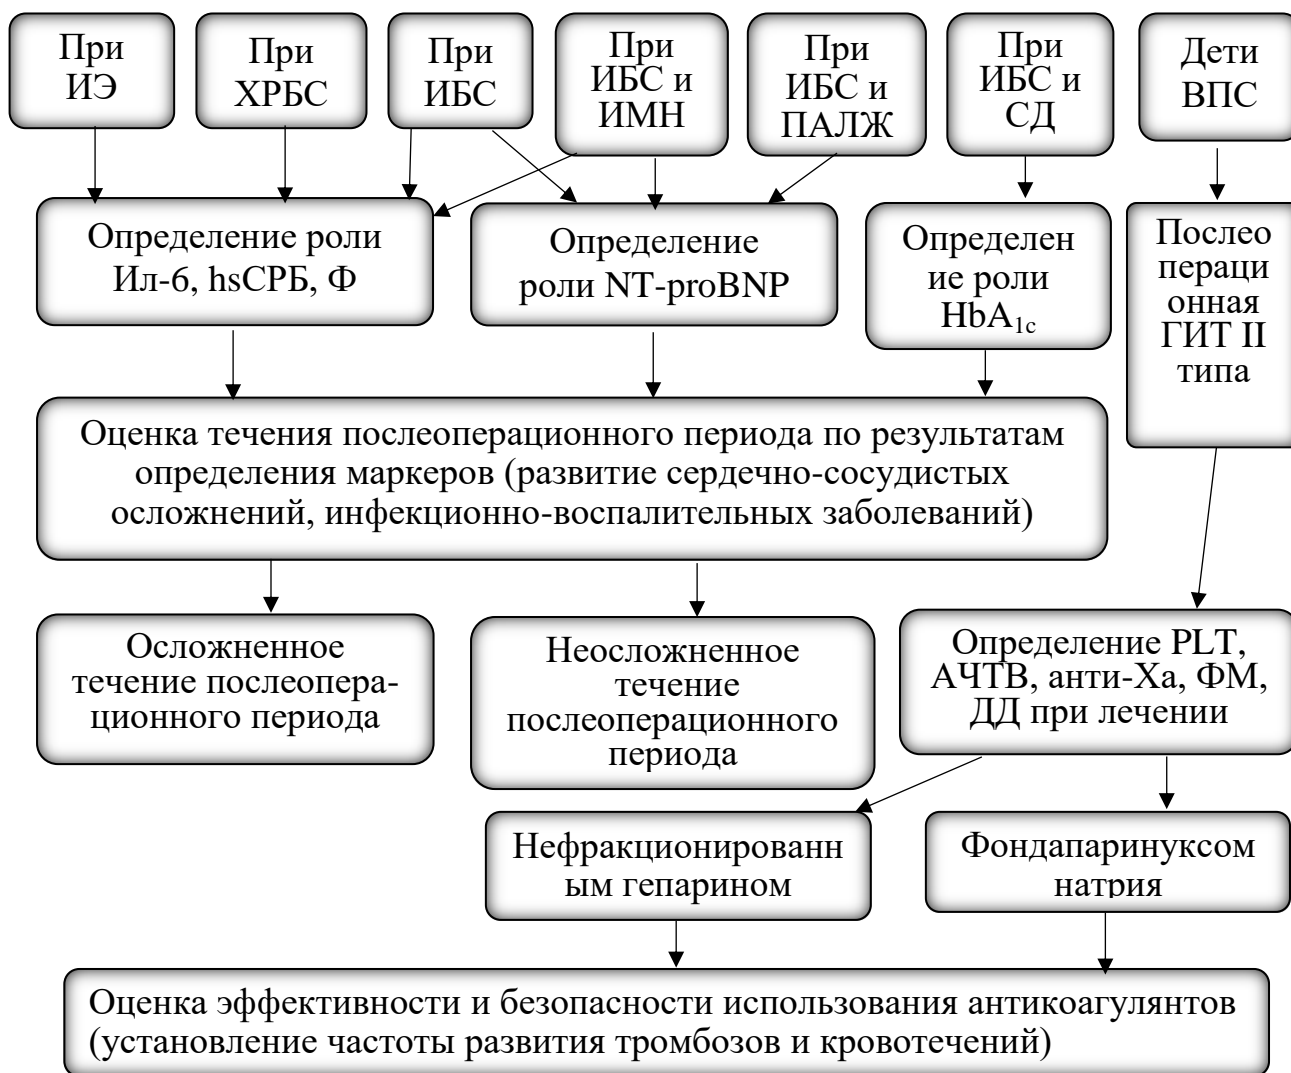 При
ИЭ
При
ХРБС
При
ИБС
При
ИБС и
ИМН
При
ИБС и
ПАЛЖ
При
ИБС и
СД
Дети
ВПС
Определение роли
Ил-6, hsСРБ, Ф
Определение
роли NT-proBNP
Определен
ие роли
HbA1c
Послео
пераци
онная
ГИТ II
типа
Оценка течения послеоперационного периода по результатам
определения маркеров (развитие сердечно-сосудистых
осложнений, инфекционно-воспалительных заболеваний)
Осложненное
течение послеопера-
ционного периода
Неосложненное
течение
послеоперационного
периода
Определение PLT,
АЧТВ, анти-Ха, ФМ,
ДД при лечении
Нефракционированн
ым гепарином
Фондапаринуксом
натрия
Оценка эффективности и безопасности использования антикоагулянтов
(установление частоты развития тромбозов и кровотечений)